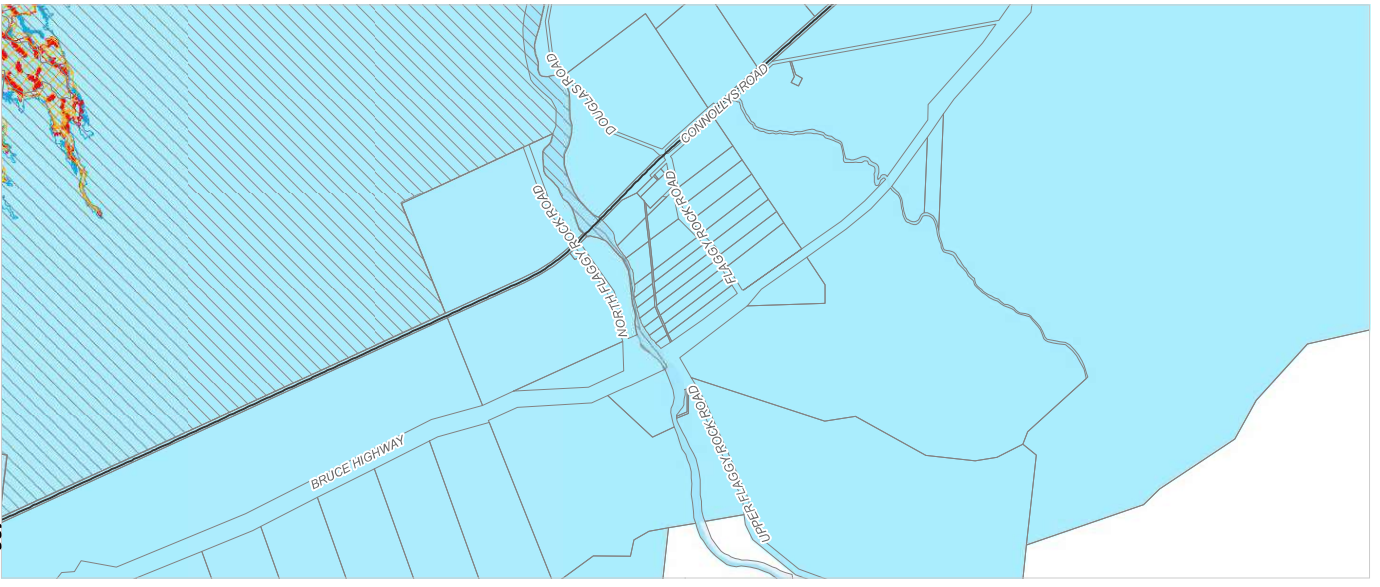 DOUGLAS ROAD
CONNOLLYS ROAD
NORTH FLAGGY ROCK ROAD
FLAGGY ROCK ROAD
BRUCE HIGHWAY
UPPER FLAGGY ROCK ROAD